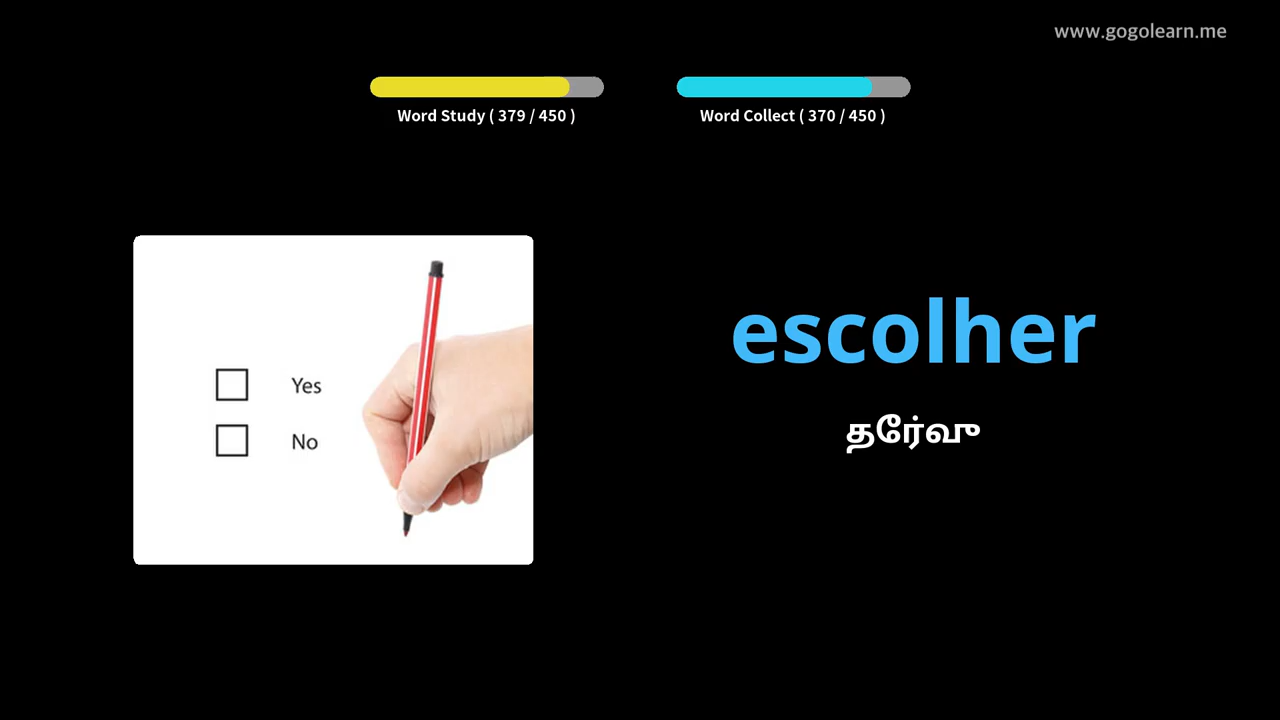 www.gogolearn.me
Word Study ( 379 / 450 )
Word Collect ( 370 / 450 )
Yes
No
escolher
தேர்வு